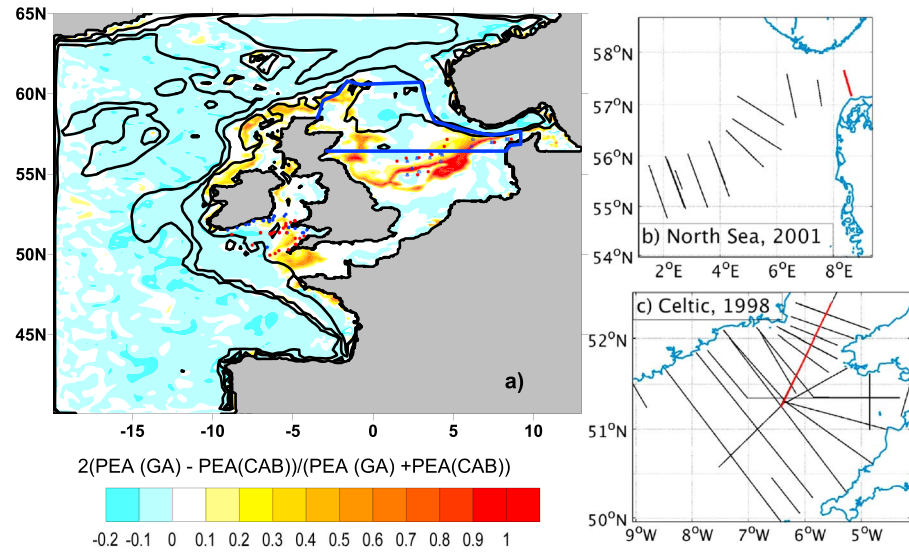 65N
60N
55N
50N
45N
-15 -10 -5 0 5 10
a)
2(PEA (GA) - PEA(CAB))/(PEA (GA) +PEA(CAB))
-0.2 -0.1 0 0.1 0.2 0.3 0.4 0.5 0.6 0.7 0.8 0.9 1
58°N
57°N
56°N
55°N
54°N
b) North Sea, 2001
2°E 4°E 6°E 8°E
c) Celtic, 1998
52°N
51°N
50°N
9°W 8°W 7°W 6°W 5°W